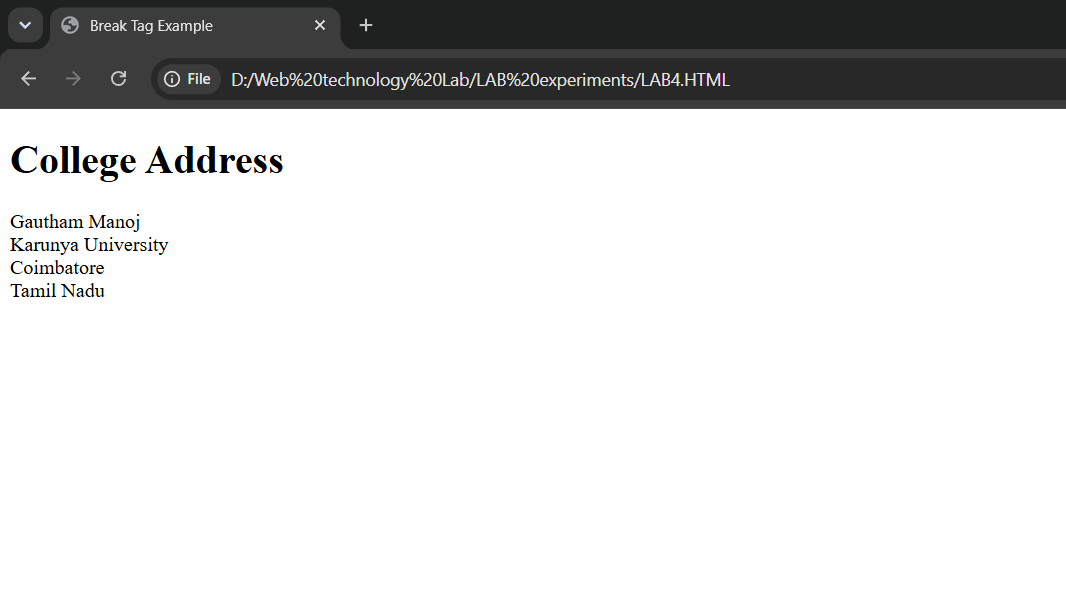 Break Tag Example
File D:/Web%20technology%20Lab/LAB%20experiments/LAB4.HTML
College Address
Gautham Manoj
Karunya University
Coimbatore
Tamil Nadu